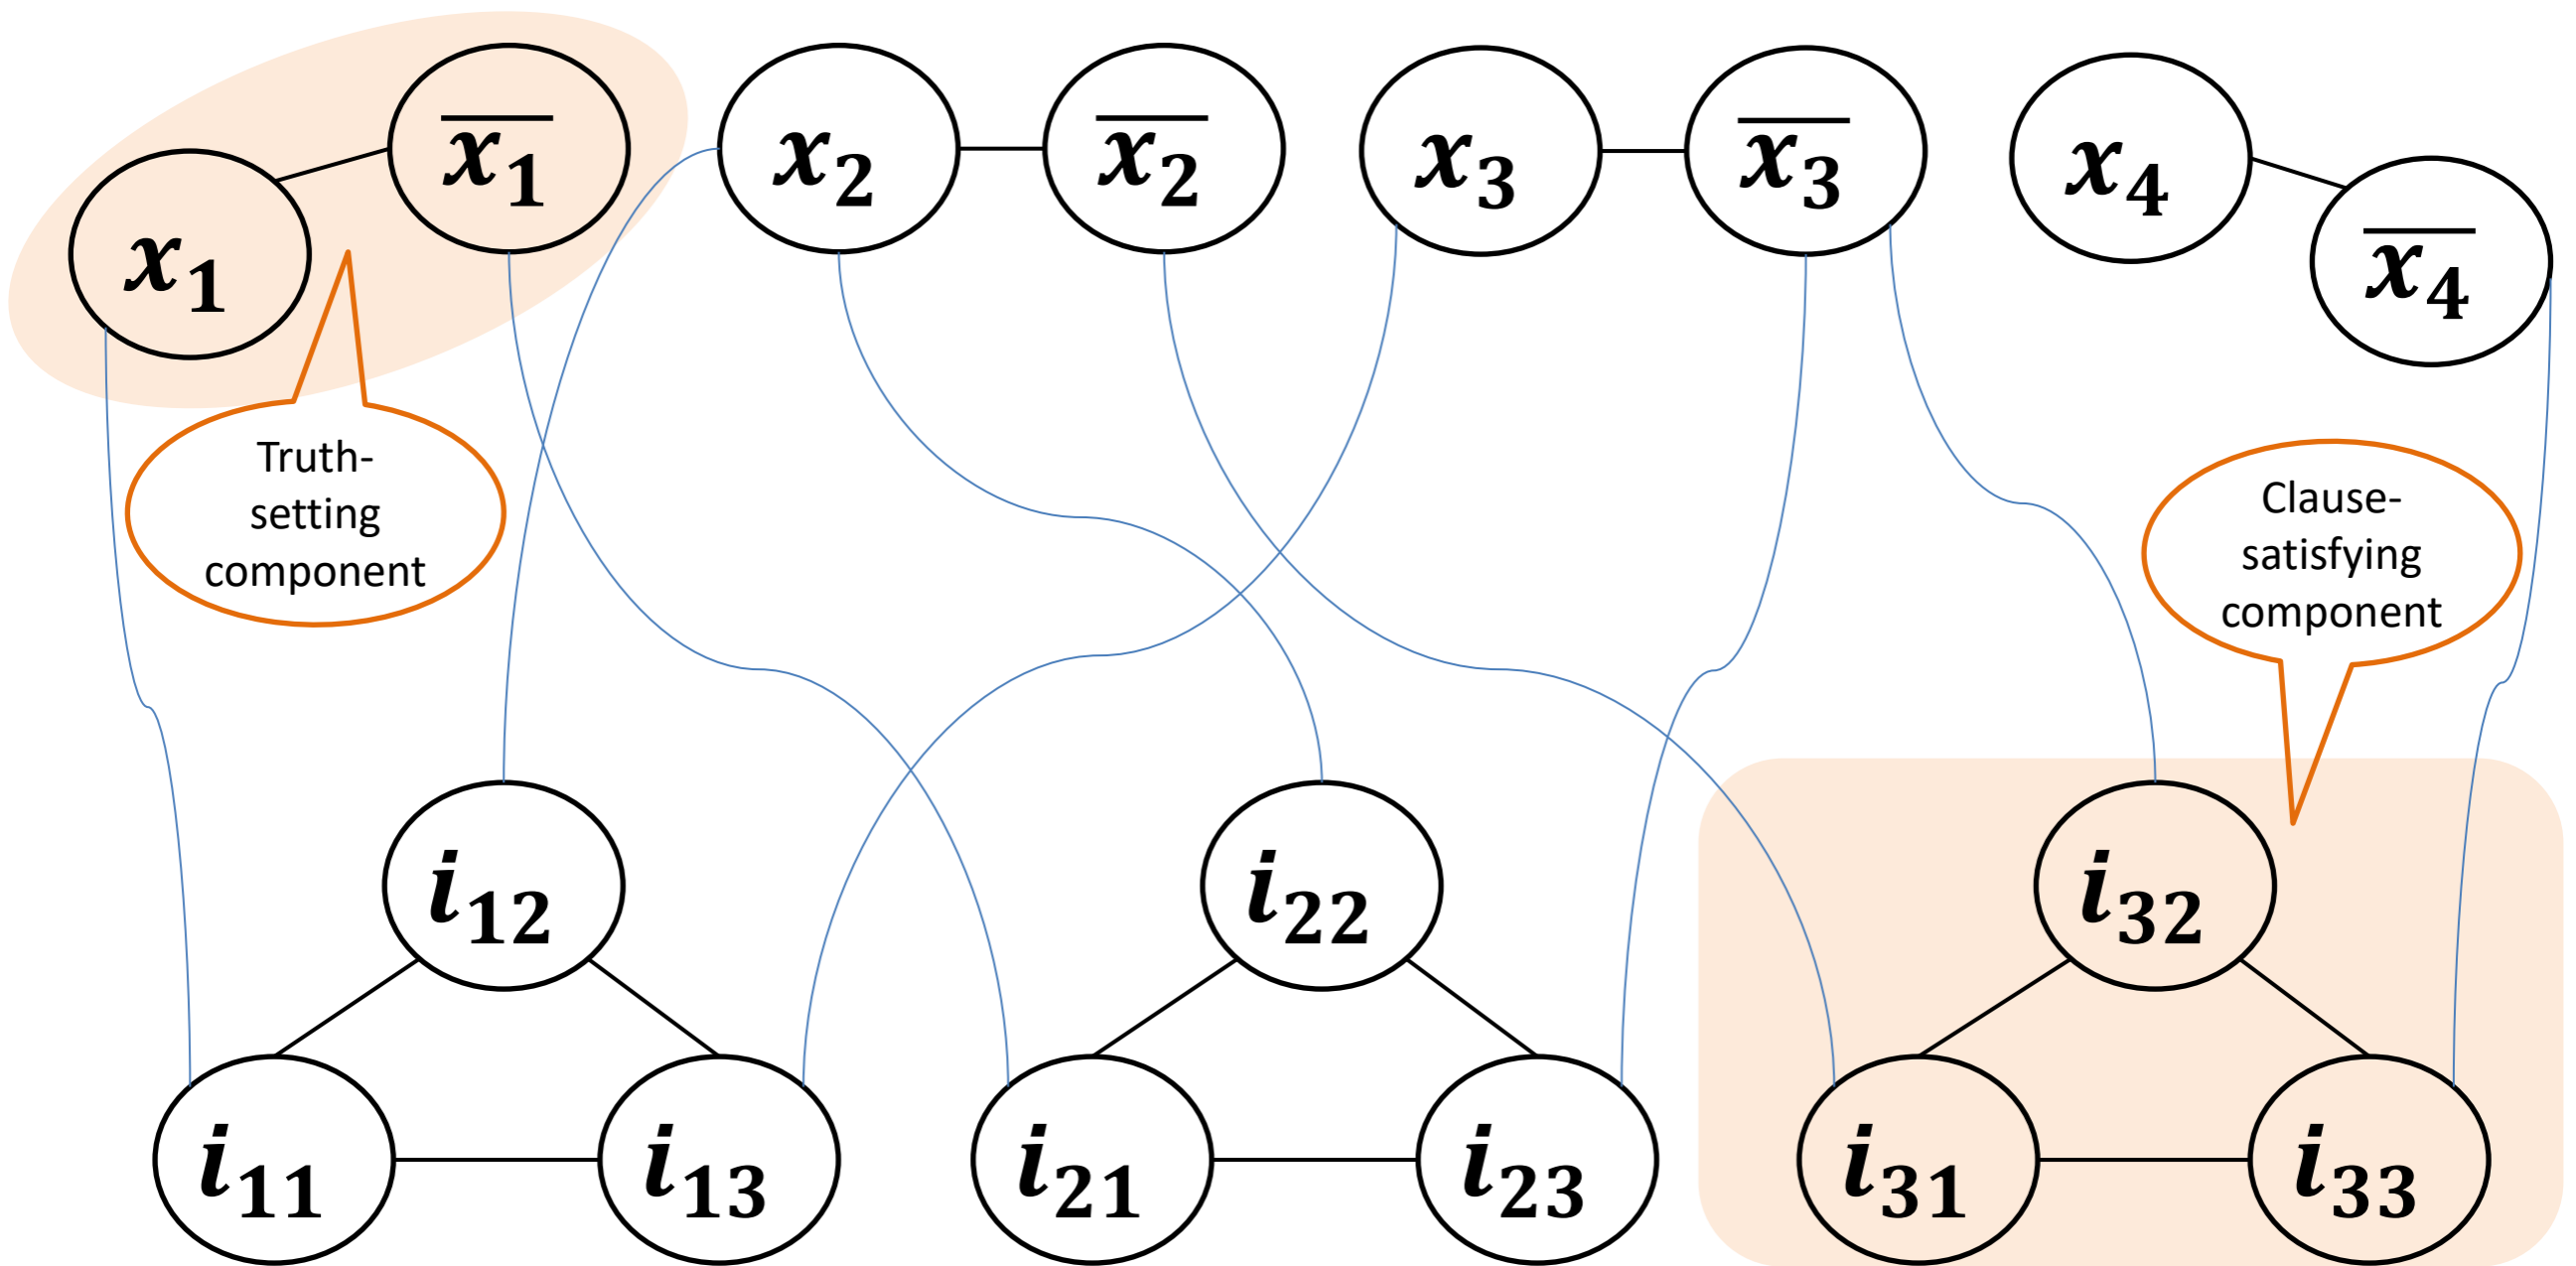 x₁
x̅₁
x₂
x̅₂
x₃
x̅₃
x₄
x̅₄
Truth-
setting
component
Clause-
satisfying
component
i₁₂
i₂₂
i₃₂
i₁₁
i₁₃
i₂₁
i₂₃
i₃₁
i₃₃